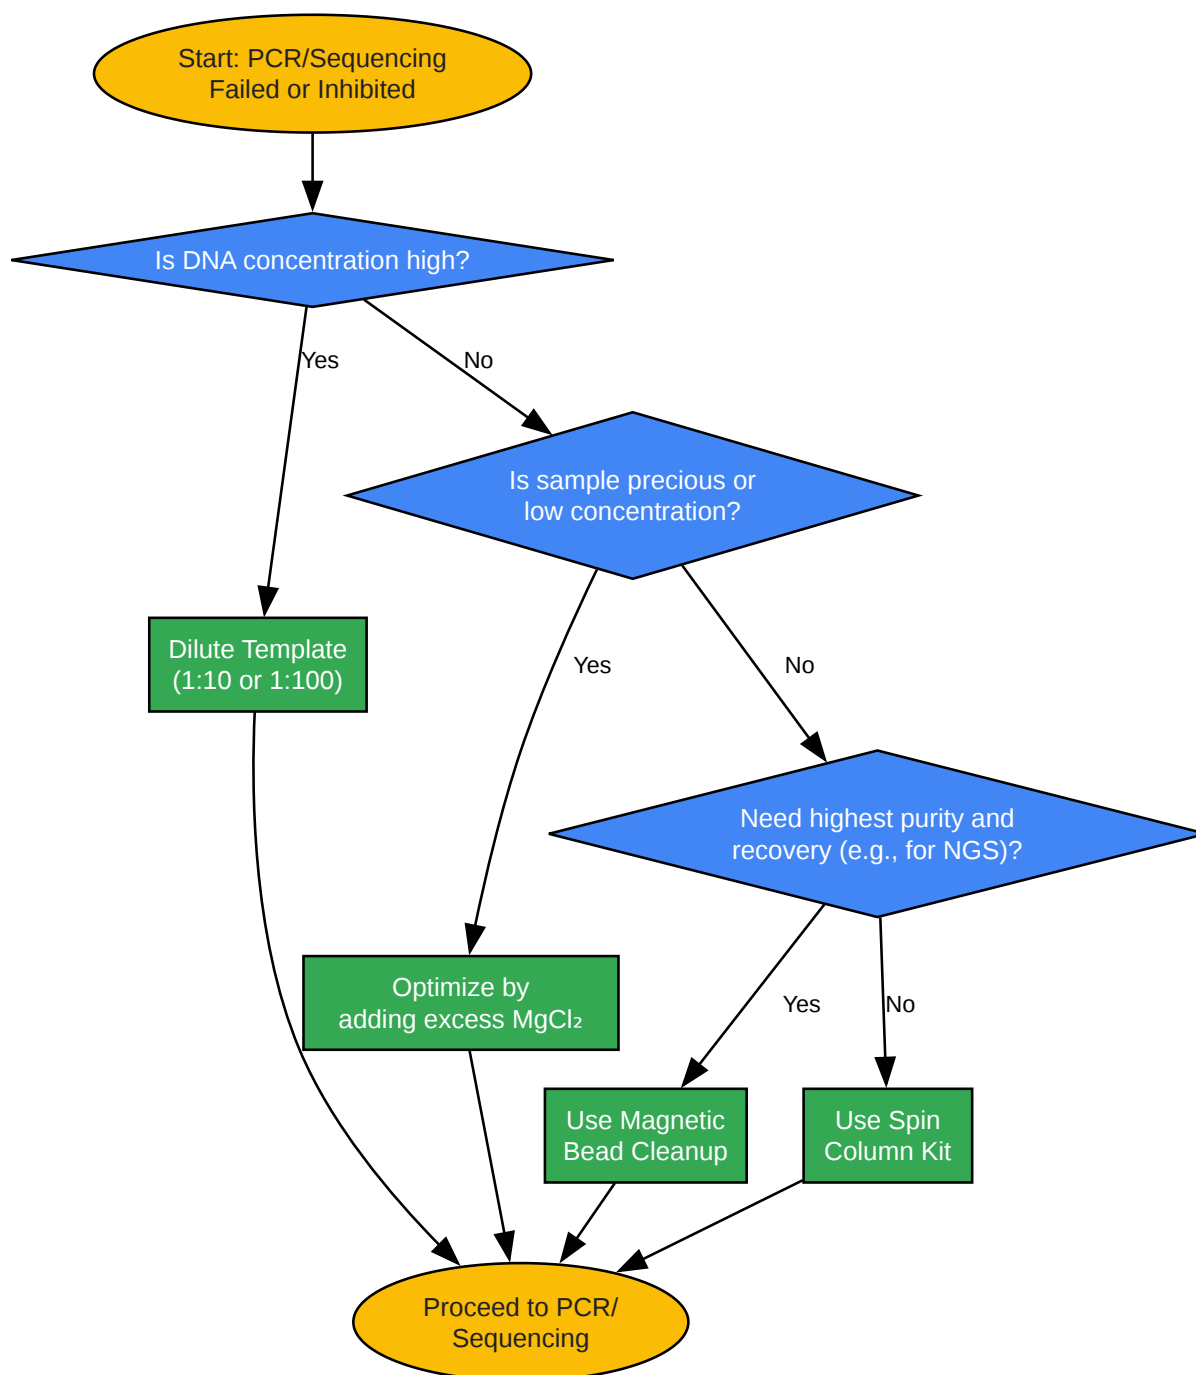 Start: PCR/Sequencing
Failed or Inhibited
Is DNA concentration high?
Yes
No
Is sample precious or
low concentration?
Dilute Template
(1:10 or 1:100)
Yes
No
Need highest purity and
recovery (e.g., for NGS)?
Optimize by
adding excess MgCl₂
Yes
No
Use Magnetic
Bead Cleanup
Use Spin
Column Kit
Proceed to PCR/
Sequencing